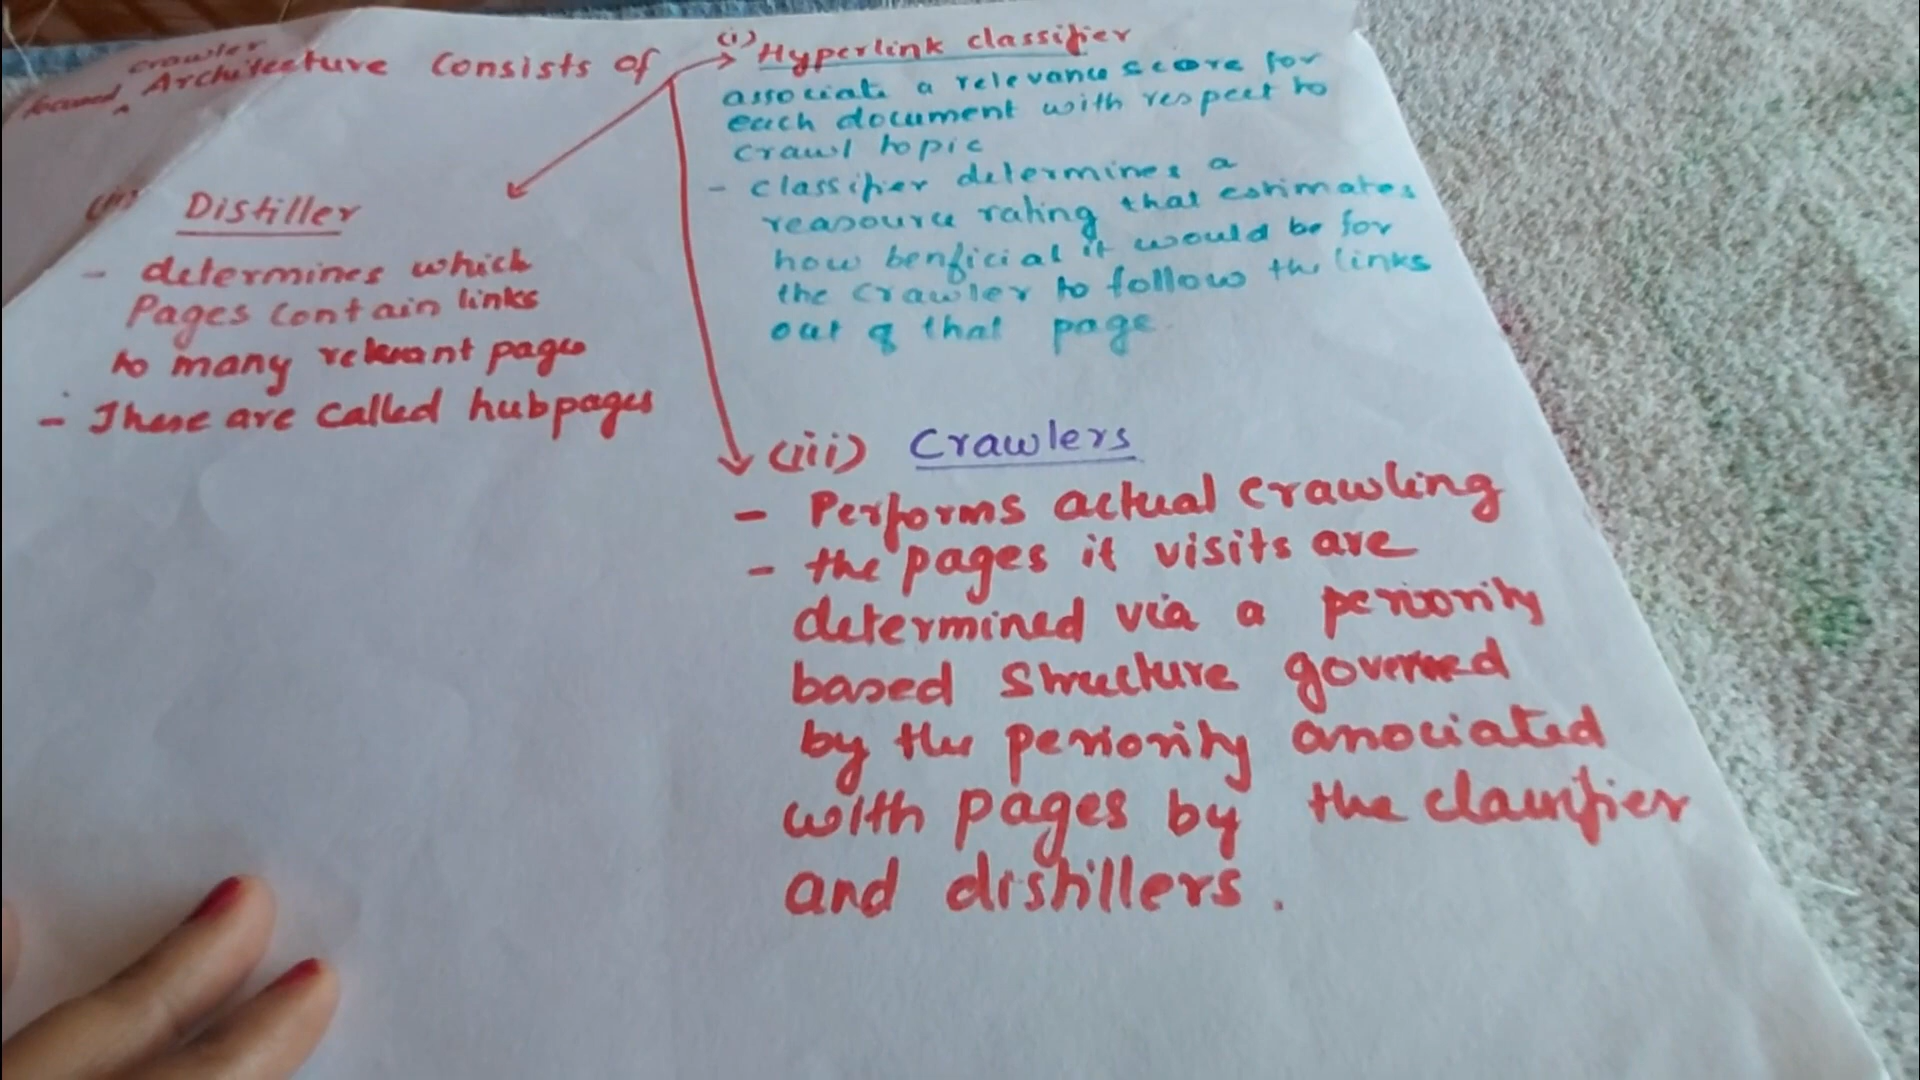 focused crawler Architecture Consists of
(i) Hyperlink classifier
associate a relevance score for
each document with respect to
crawl topic
- classifier determines a
reasource rating that estimates
how benficial it would be for
the crawler to follow the links
out of that page.
(ii) Distiller
- determines which
Pages contain links
to many relevant pages
- These are called hubpages
(iii) Crawlers
- Performs actual crawling
- the pages it visits are
determined via a periority
based structure governed
by the periority associated
with pages by the classifier
and distillers.